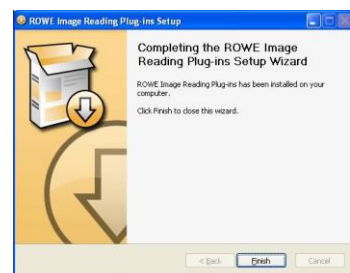 ROWE Image Reading Plug-ins Setup
Completing the ROWE Image
Reading Plug-ins Setup Wizard
ROWE Image Reading Plug-ins has been installed on your
computer.
Click Finish to close this wizard.
< Back
Finish
Cancel